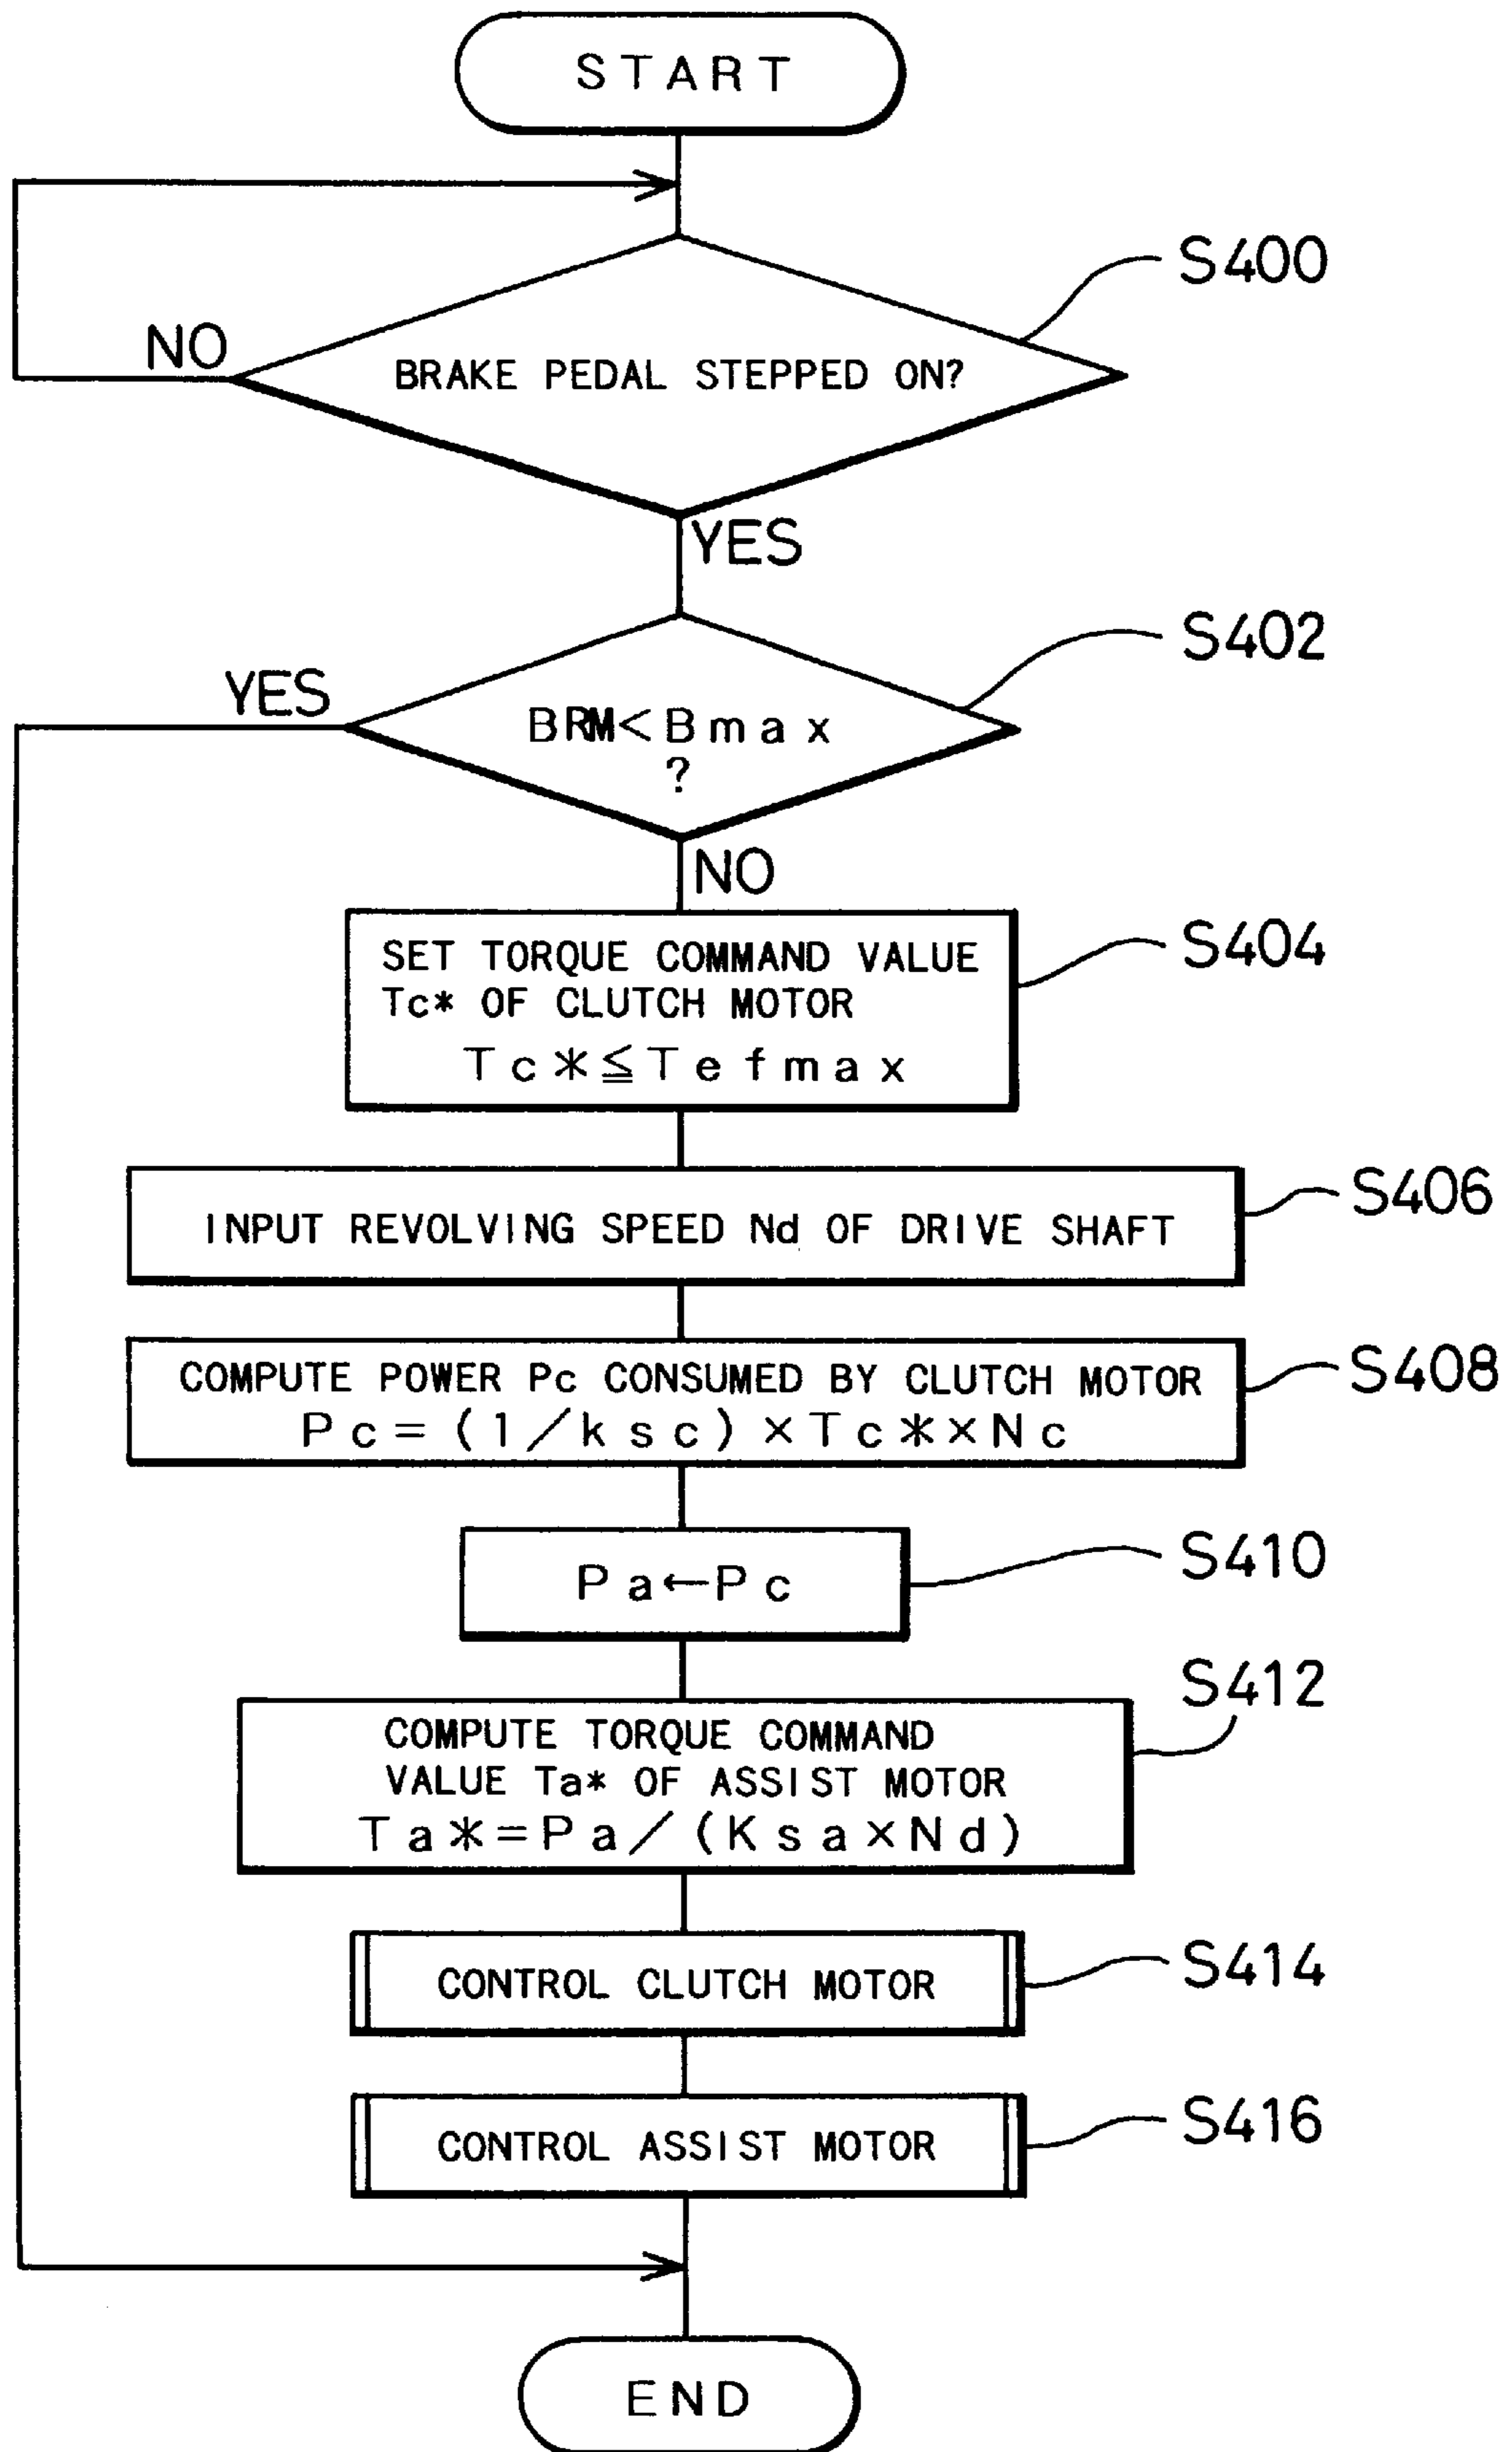 START
S400
NO
BRAKE PEDAL STEPPED ON?
YES
S402
YES
BRM<Bmax
?
NO
S404
SET TORQUE COMMAND VALUE
Tc* OF CLUTCH MOTOR
Tc*≦Tefmax
S406
INPUT REVOLVING SPEED Nd OF DRIVE SHAFT
S408
COMPUTE POWER Pc CONSUMED BY CLUTCH MOTOR
Pc=(1/ksc)×Tc*×Nc
S410
Pa←Pc
S412
COMPUTE TORQUE COMMAND
VALUE Ta* OF ASSIST MOTOR
Ta*=Pa/(Ksa×Nd)
S414
CONTROL CLUTCH MOTOR
S416
CONTROL ASSIST MOTOR
END